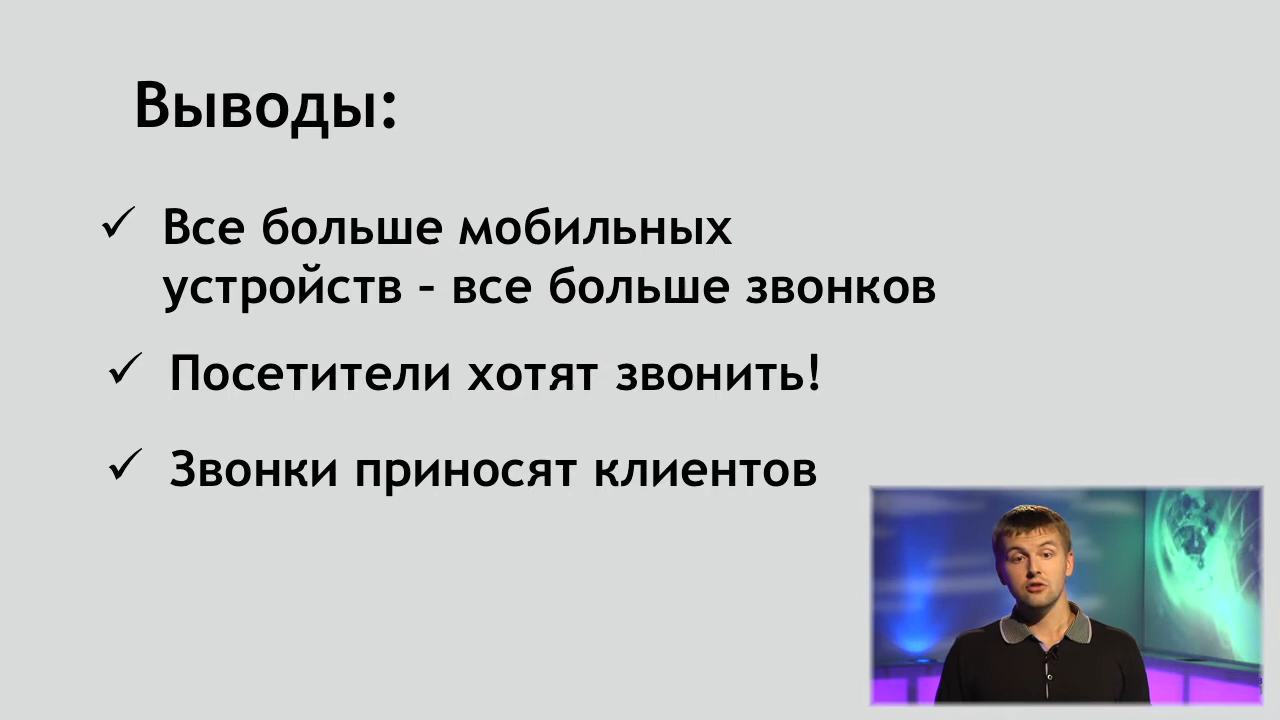 Выводы:
✓ Все больше мобильных
устройств – все больше звонков
✓ Посетители хотят звонить!
✓ Звонки приносят клиентов